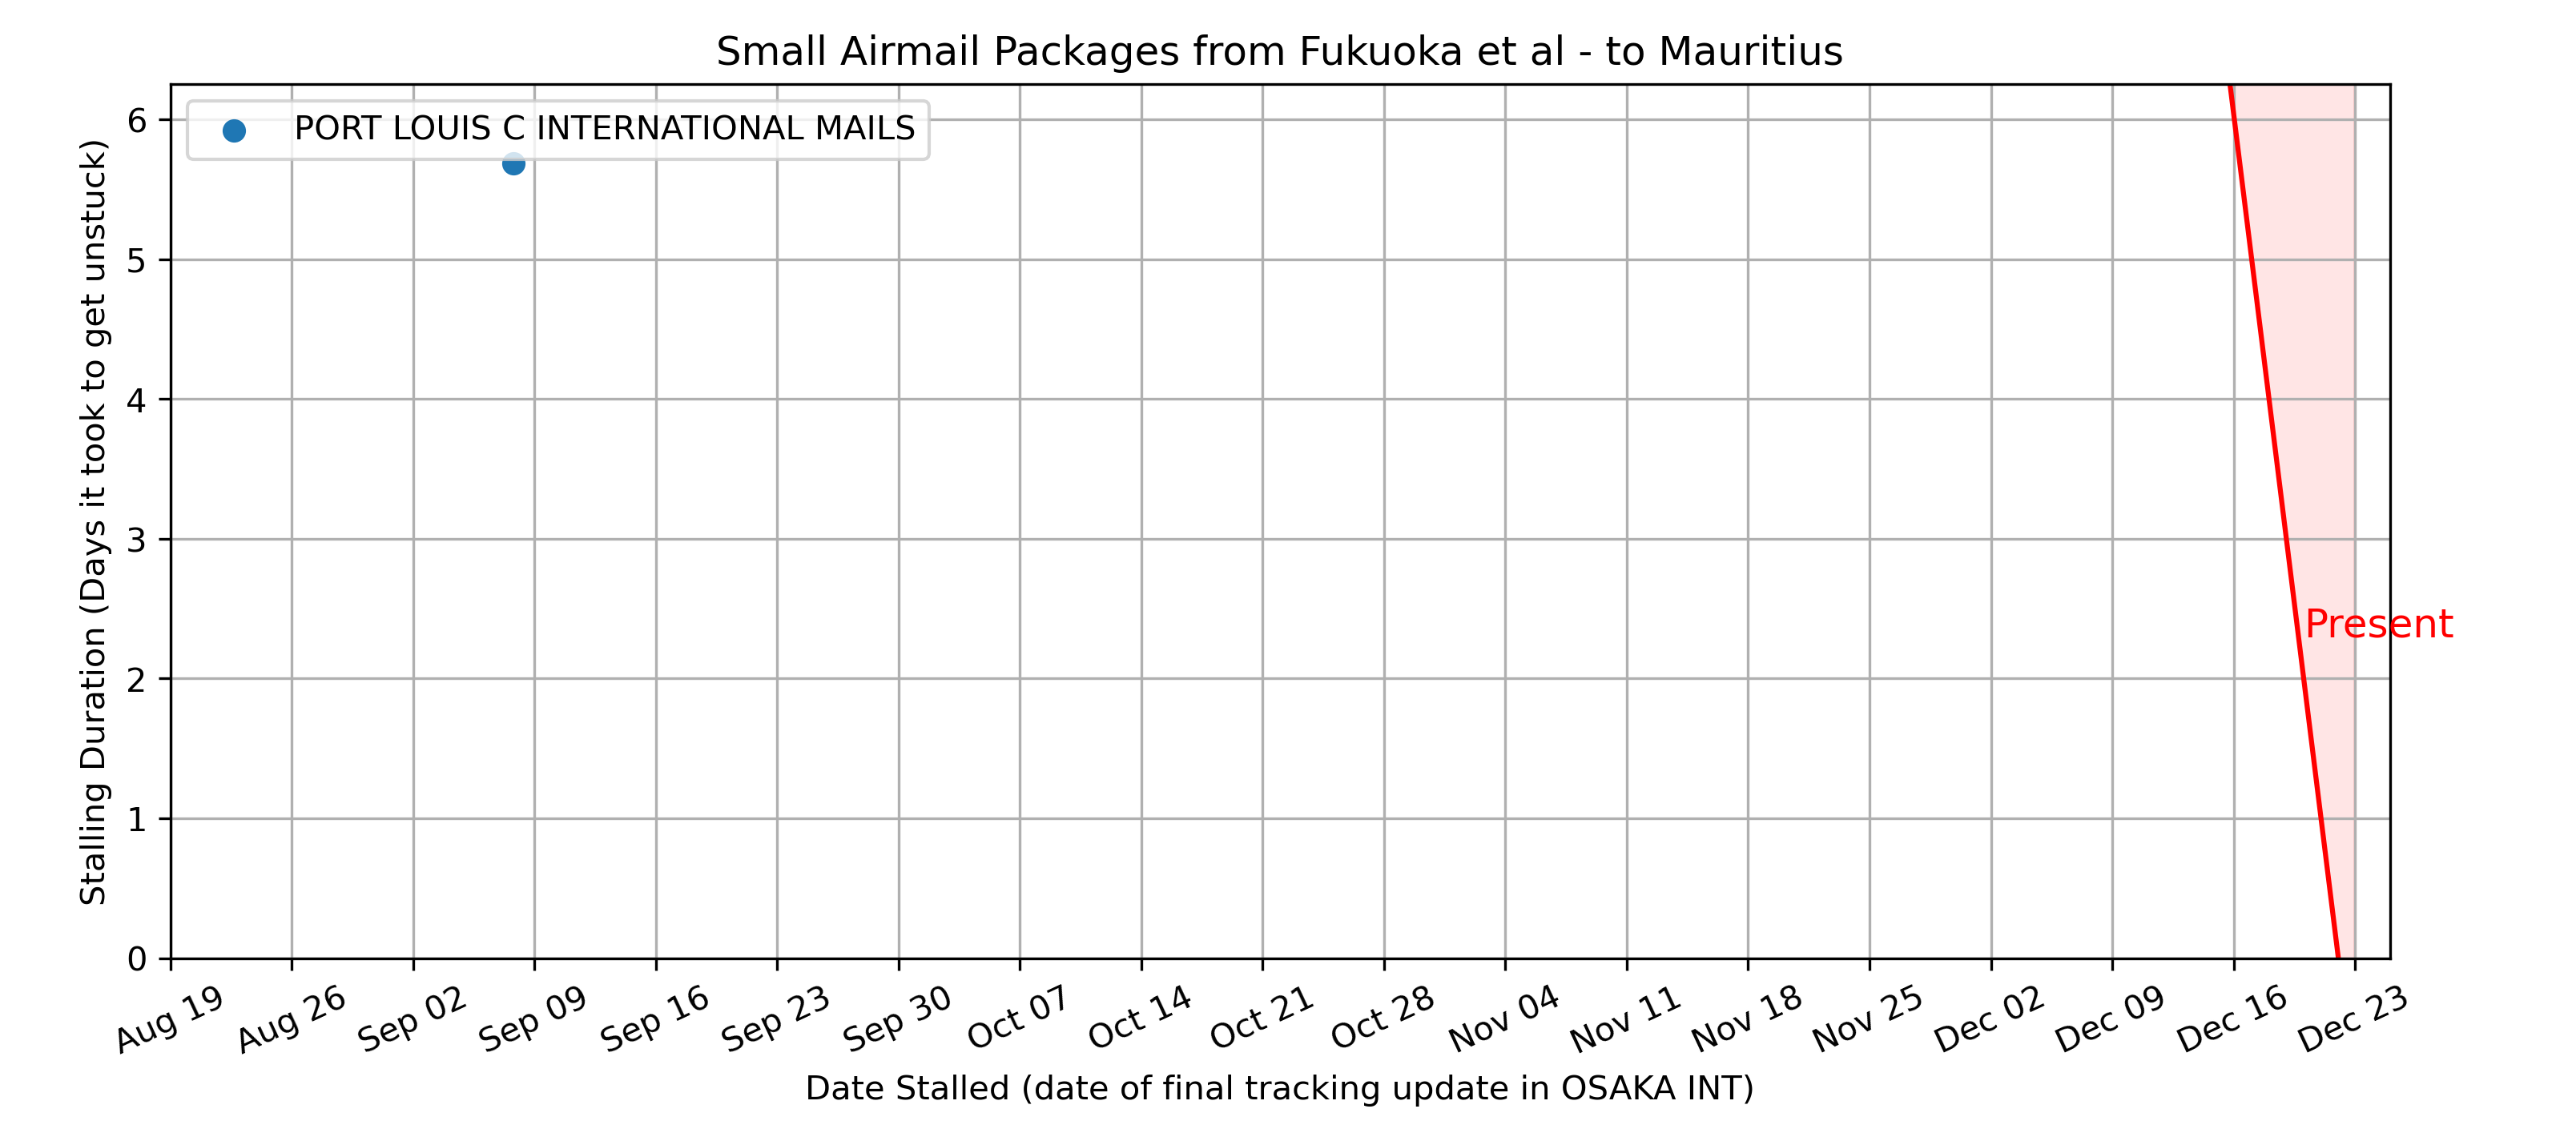 Small Airmail Packages from Fukuoka et al - to Mauritius
PORT LOUIS C INTERNATIONAL MAILS
Stalling Duration (Days it took to get unstuck)
6
5
4
3
2
1
0
Present
Aug 19 Aug 26 Sep 02 Sep 09 Sep 16 Sep 23 Sep 30 Oct 07 Oct 14 Oct 21 Oct 28 Nov 04 Nov 11 Nov 18 Nov 25 Dec 02 Dec 09 Dec 16 Dec 23
Date Stalled (date of final tracking update in OSAKA INT)